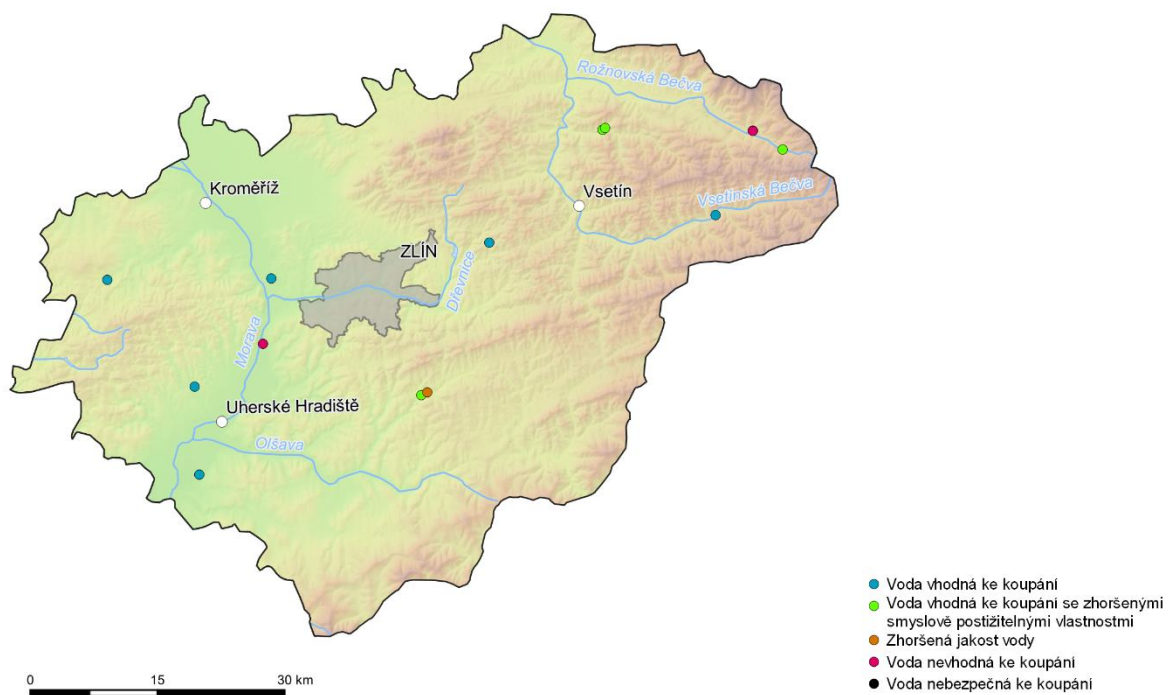 Rožnovská Bečva
Kroměříž
Vsetín
Vsetínská Bečva
ZLÍN
Dřevnice
Morava
Uherské Hradiště
Olšava
Voda vhodná ke koupání
Voda vhodná ke koupání se zhoršenými
smyslově postižitelnými vlastnostmi
Zhoršená jakost vody
Voda nevhodná ke koupání
Voda nebezpečná ke koupání
0 15 30 km